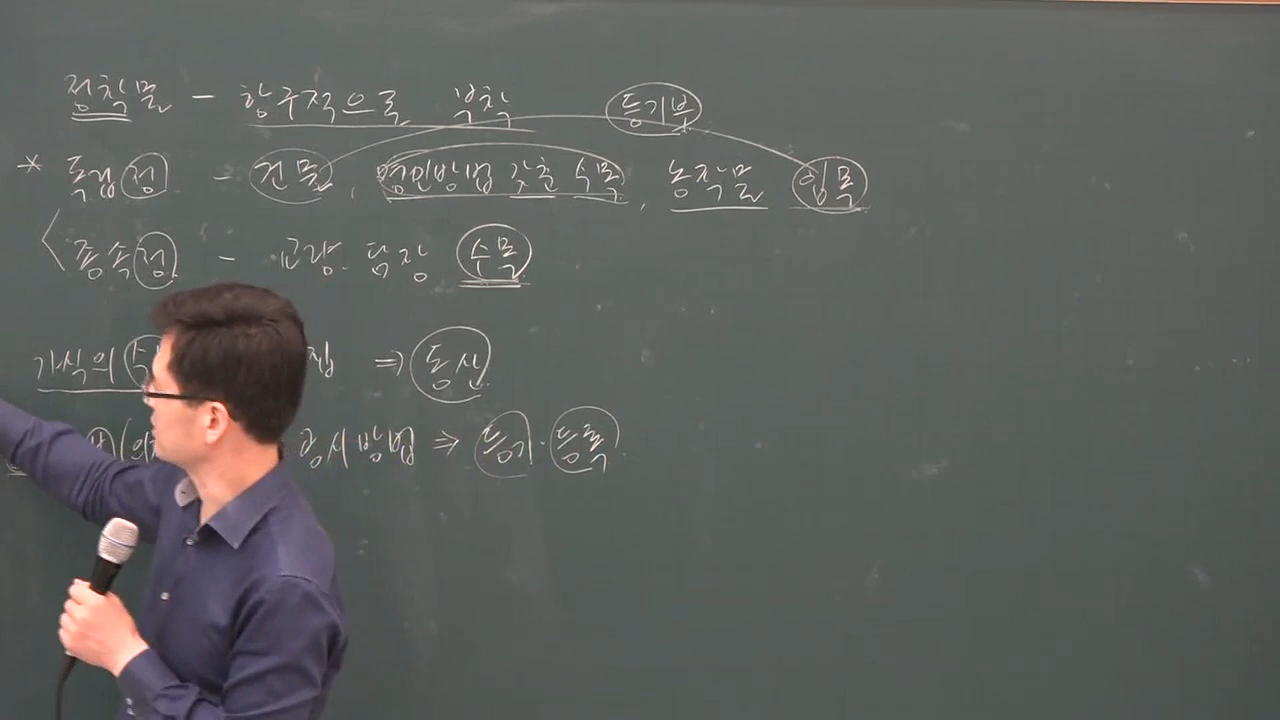 정착물 - 항구적으로 부착 등기부
* 독립정 - 건물, 명인방법 갖춘 수목, 농작물 입목
종속정 - 교량. 담장 수목
가식의 수 ⇒ 동산
공시방법 ⇒ 등기·등록